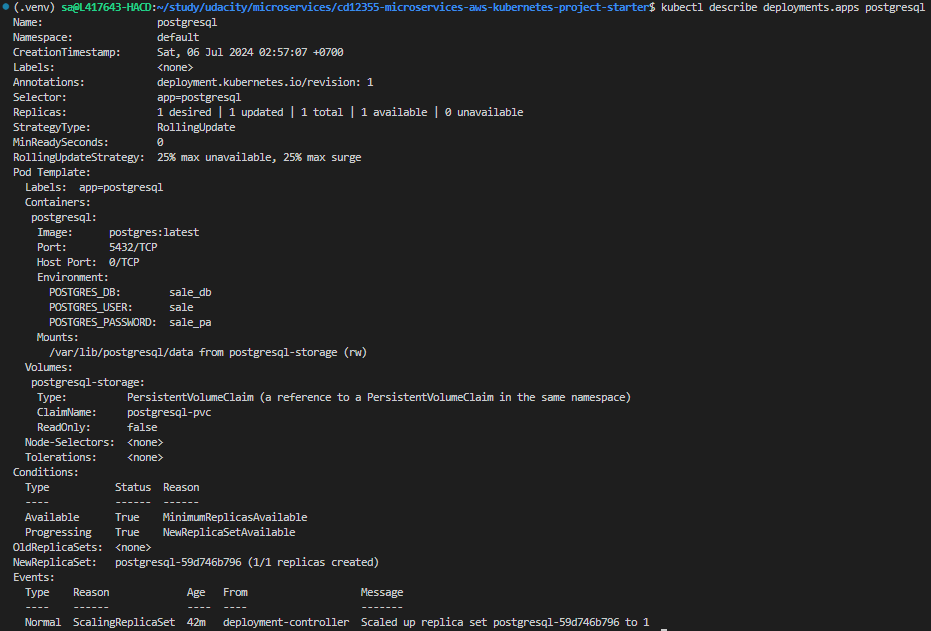 (.venv) sa@L417643-HACD:~/study/udacity/microservices/cd12355-microservices-aws-kubernetes-project-starter$ kubectl describe deployments.apps postgresql
Name:                   postgresql
Namespace:              default
CreationTimestamp:      Sat, 06 Jul 2024 02:57:07 +0700
Labels:                 <none>
Annotations:            deployment.kubernetes.io/revision: 1
Selector:               app=postgresql
Replicas:               1 desired | 1 updated | 1 total | 1 available | 0 unavailable
StrategyType:           RollingUpdate
MinReadySeconds:        0
RollingUpdateStrategy:  25% max unavailable, 25% max surge
Pod Template:
  Labels:  app=postgresql
  Containers:
   postgresql:
    Image:      postgres:latest
    Port:       5432/TCP
    Host Port:  0/TCP
    Environment:
      POSTGRES_DB:        sale_db
      POSTGRES_USER:      sale
      POSTGRES_PASSWORD:  sale_pa
    Mounts:
      /var/lib/postgresql/data from postgresql-storage (rw)
  Volumes:
   postgresql-storage:
    Type:          PersistentVolumeClaim (a reference to a PersistentVolumeClaim in the same namespace)
    ClaimName:     postgresql-pvc
    ReadOnly:      false
  Node-Selectors:  <none>
  Tolerations:     <none>
Conditions:
  Type           Status  Reason
  ----           ------  ------
  Available      True    MinimumReplicasAvailable
  Progressing    True    NewReplicaSetAvailable
OldReplicaSets:  <none>
NewReplicaSet:   postgresql-59d746b796 (1/1 replicas created)
Events:
  Type    Reason             Age   From                   Message
  ----    ------             ----  ----                   -------
  Normal  ScalingReplicaSet  42m   deployment-controller  Scaled up replica set postgresql-59d746b796 to 1